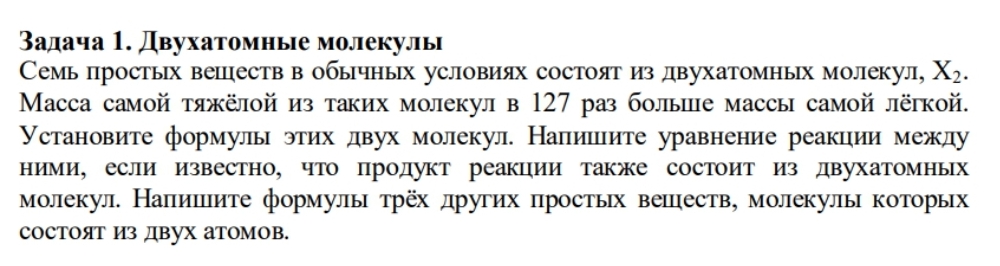 Задача 1. Двухатомные молекулы
Семь простых веществ в обычных условиях состоят из двухатомных молекул, X₂.
Масса самой тяжёлой из таких молекул в 127 раз больше массы самой лёгкой.
Установите формулы этих двух молекул. Напишите уравнение реакции между
ними, если известно, что продукт реакции также состоит из двухатомных
молекул. Напишите формулы трёх других простых веществ, молекулы которых
состоят из двух атомов.